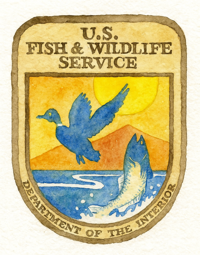 U.S.
FISH & WILDLIFE
SERVICE
DEPARTMENT OF THE INTERIOR